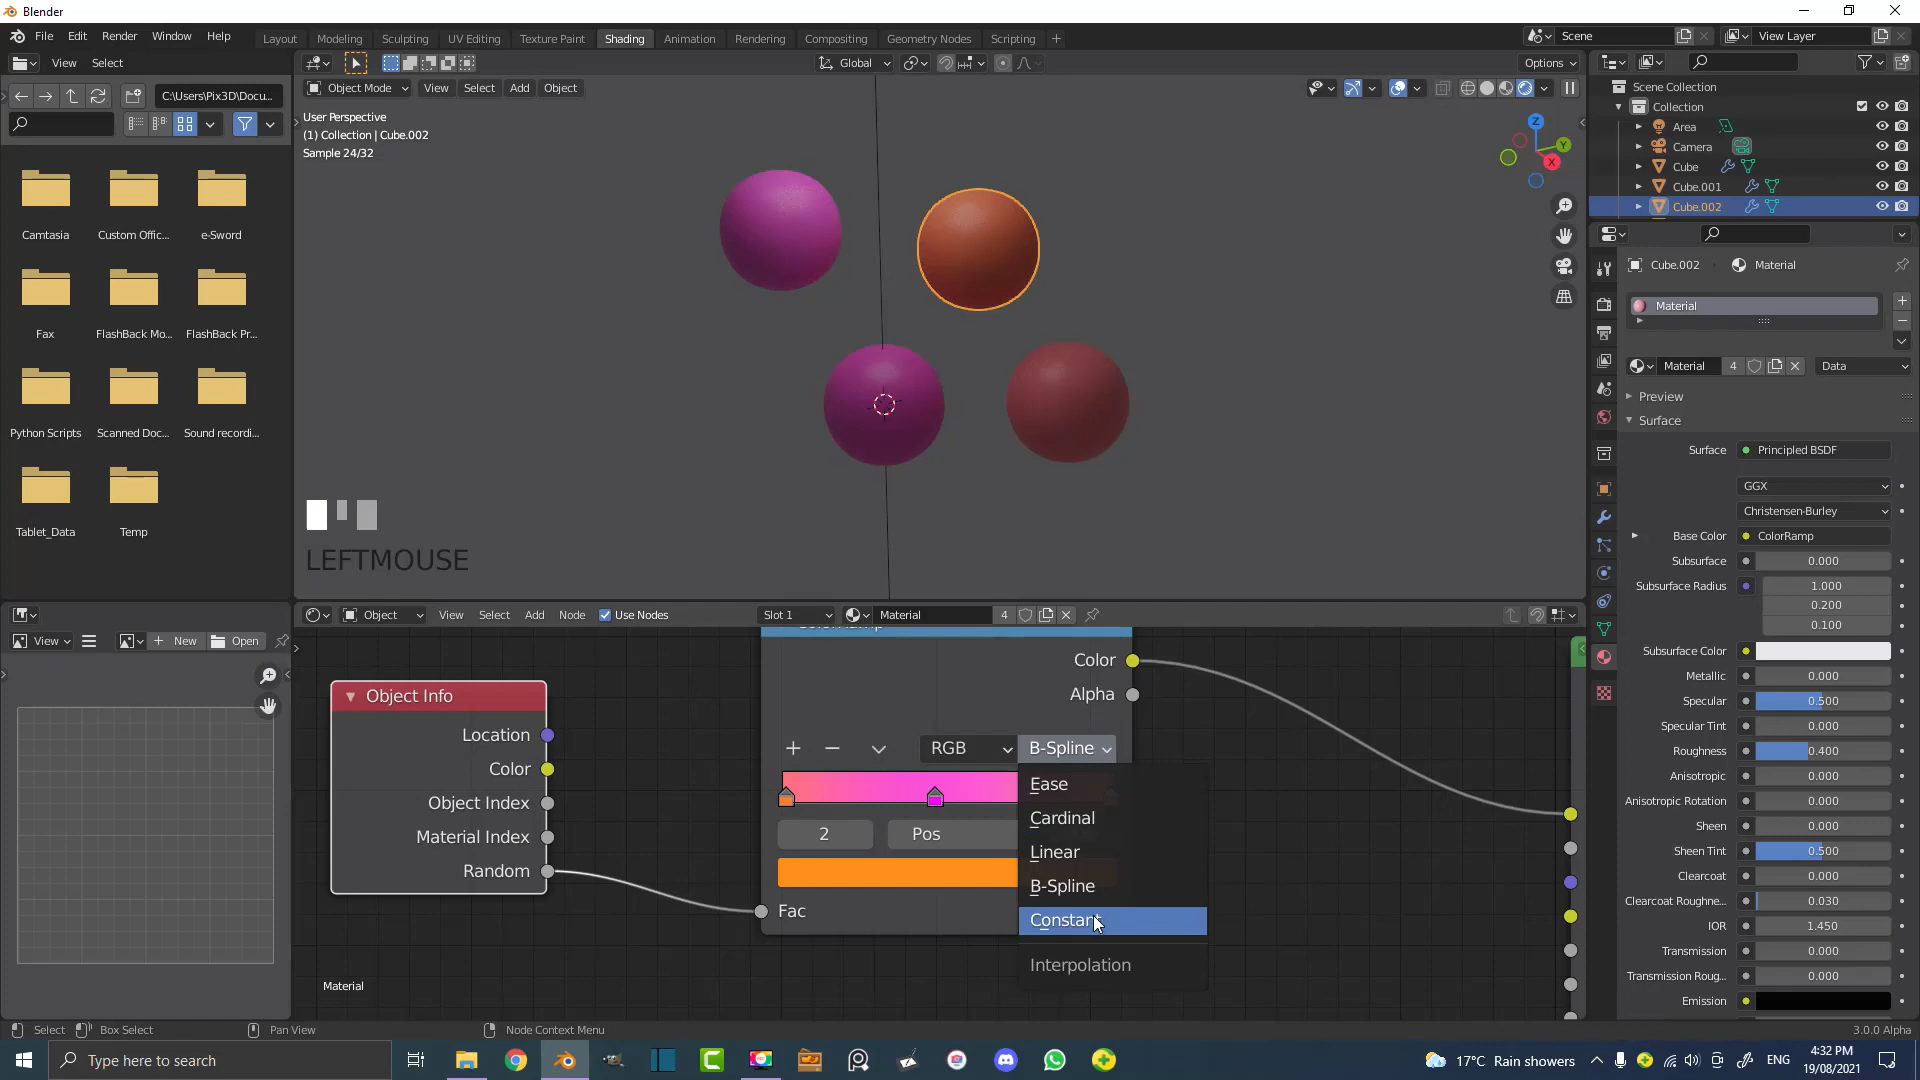 Blender
File Edit Render Window Help
Layout Modeling Sculpting UV Editing Texture Paint Shading Animation Rendering Compositing Geometry Nodes Scripting +
Scene
View Layer
View Select
Global
Options
C:\Users\Pix3D\Docu...
Object Mode View Select Add Object
User Perspective
(1) Collection | Cube.002
Sample 24/32
Z
Y
X
Camtasia
Custom Offic...
e-Sword
Fax
FlashBack Mo...
FlashBack Pr...
Python Scripts
Scanned Doc...
Sound recordi...
Tablet_Data
Temp
LEFTMOUSE
Scene Collection
Collection
Area
Camera
Cube
Cube.001
Cube.002
Cube.002 Material
Material
Material 4 Data
Preview
Surface
Surface Principled BSDF
GGX
Christensen-Burley
Base Color ColorRamp
Subsurface 0.000
Subsurface Radius 1.000
0.200
0.100
Subsurface Color
Metallic 0.000
Specular 0.500
Specular Tint 0.000
Roughness 0.400
Anisotropic 0.000
Anisotropic Rotation 0.000
Sheen 0.000
Sheen Tint 0.500
Clearcoat 0.000
Clearcoat Roughne... 0.030
IOR 1.450
Transmission 0.000
Transmission Roug... 0.000
Emission
View New Open
Object View Select Add Node Use Nodes Slot 1 Material 4
Object Info
Location
Color
Object Index
Material Index
Random
Color
Alpha
RGB B-Spline
2 Pos
Fac
Ease
Cardinal
Linear
B-Spline
Constant
Interpolation
Material
Select Box Select Pan View Node Context Menu 3.0.0 Alpha
Type here to search
17°C Rain showers
ENG
4:32 PM
19/08/2021